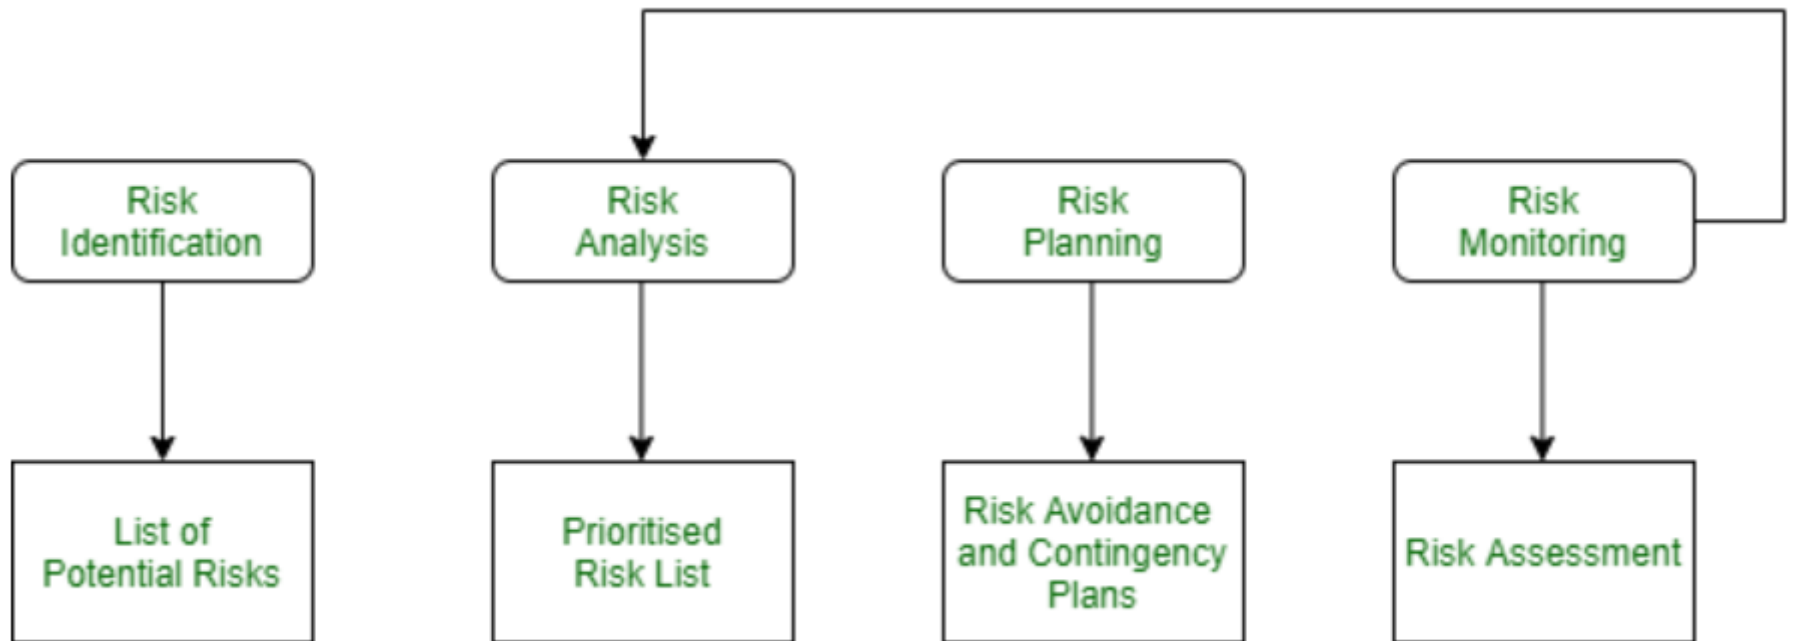 Risk
Identification
Risk
Analysis
Risk
Planning
Risk
Monitoring
List of
Potential Risks
Prioritised
Risk List
Risk Avoidance
and Contingency
Plans
Risk Assessment